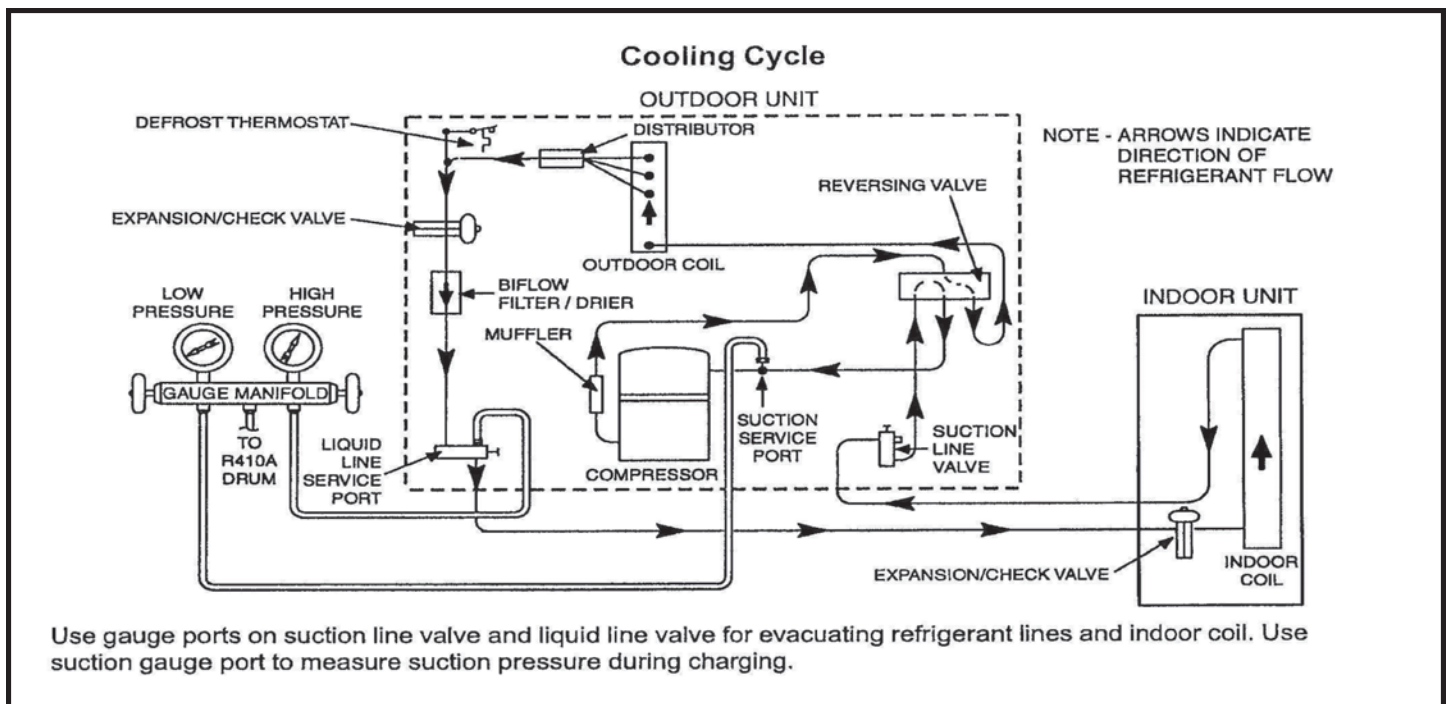 Cooling Cycle
OUTDOOR UNIT
DEFROST THERMOSTAT
DISTRIBUTOR
NOTE - ARROWS INDICATE
DIRECTION OF
REFRIGERANT FLOW
REVERSING VALVE
EXPANSION/CHECK VALVE
OUTDOOR COIL
LOW
PRESSURE
HIGH
PRESSURE
BIFLOW
FILTER / DRIER
MUFFLER
INDOOR UNIT
GAUGE MANIFOLD
TO
R410A
DRUM
LIQUID
LINE
SERVICE
PORT
COMPRESSOR
SUCTION
SERVICE
PORT
SUCTION
LINE
VALVE
EXPANSION/CHECK VALVE
INDOOR
COIL
Use gauge ports on suction line valve and liquid line valve for evacuating refrigerant lines and indoor coil. Use
suction gauge port to measure suction pressure during charging.